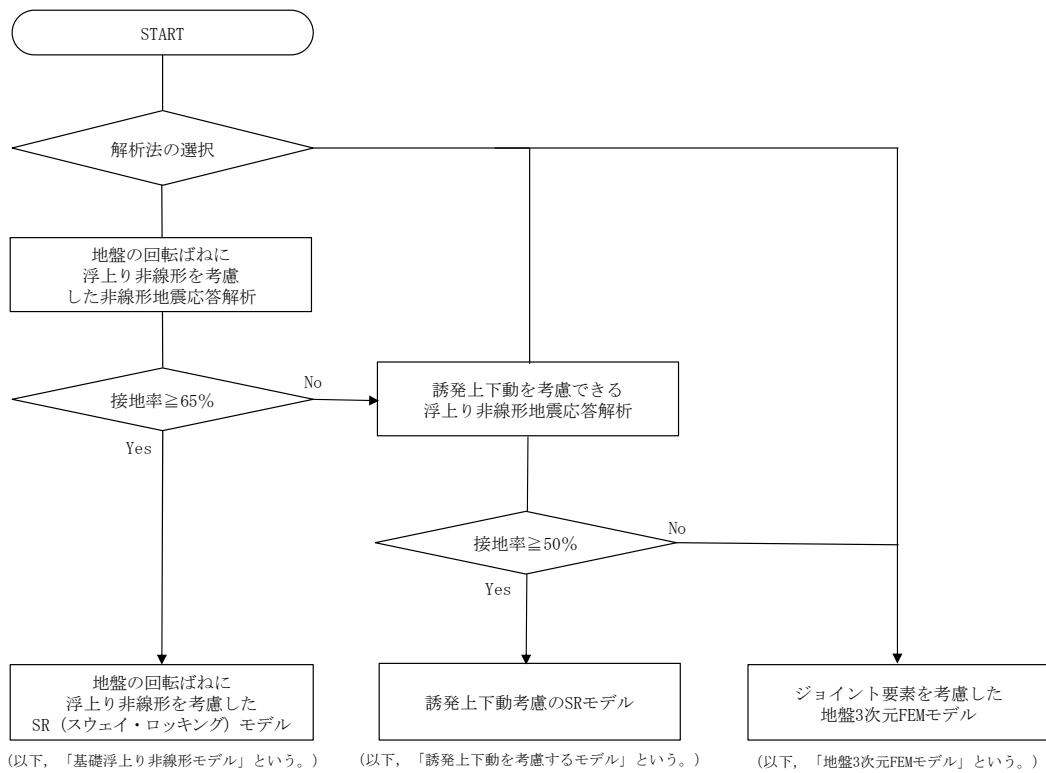 START
解析法の選択
地盤の回転ばねに
浮上り非線形を考慮
した非線形地震応答解析
接地率≧65%
No
Yes
誘発上下動を考慮できる
浮上り非線形地震応答解析
接地率≧50%
No
Yes
地盤の回転ばねに
浮上り非線形を考慮した
SR（スウェイ・ロッキング）モデル
(以下，「基礎浮上り非線形モデル」という。)
誘発上下動考慮のSRモデル
(以下，「誘発上下動を考慮するモデル」という。)
ジョイント要素を考慮した
地盤3次元FEMモデル
(以下，「地盤3次元FEMモデル」という。)